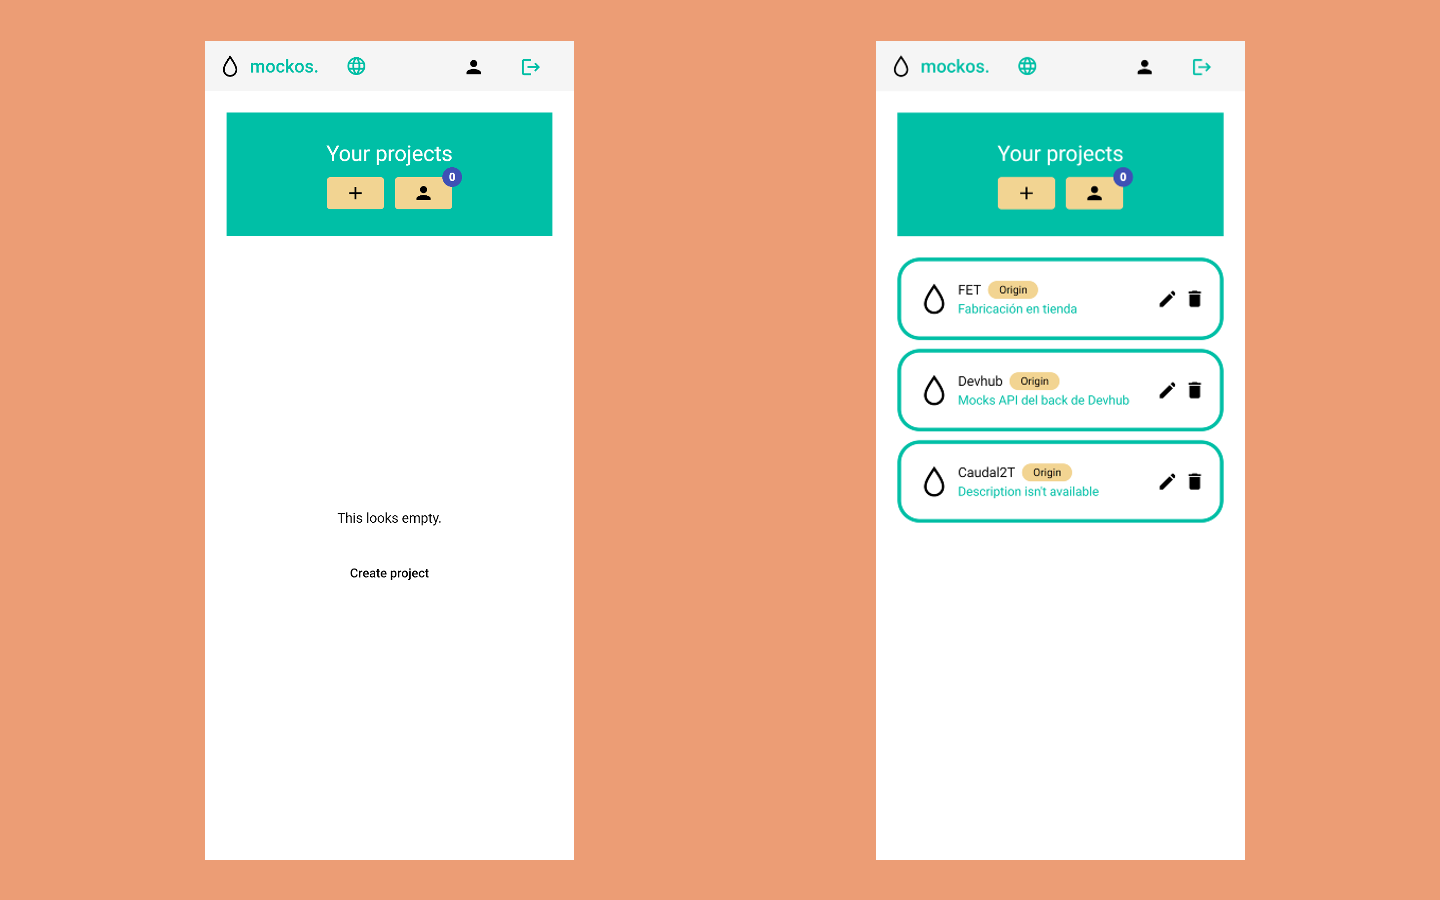 mockos.
Your projects
0
This looks empty.
Create project
mockos.
Your projects
0
FET Origin
Fabricación en tienda
Devhub Origin
Mocks API del back de Devhub
Caudal2T Origin
Description isn't available